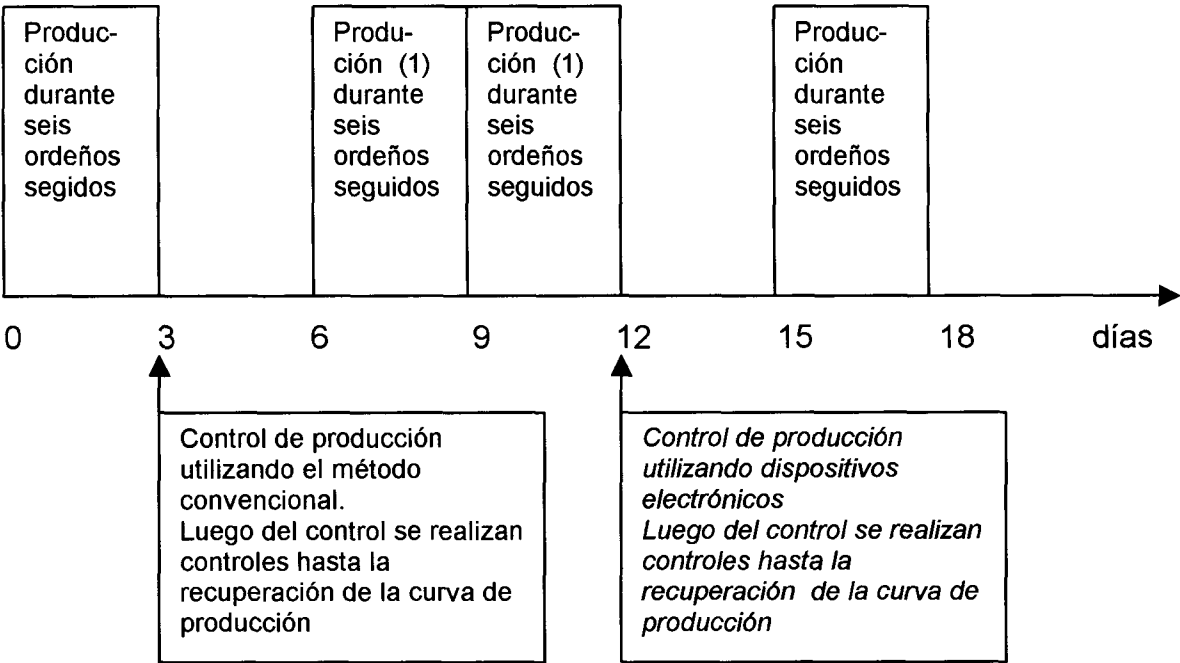 Produc-
ción
durante
seis
ordeños
segidos
Produ-
ción (1)
durante
seis
ordeños
seguidos
Produc-
ción (1)
durante
seis
ordeños
seguidos
Produc-
ción
durante
seis
ordeños
seguidos
0 3 6 9 12 15 18 días
Control de producción
utilizando el método
convencional.
Luego del control se realizan
controles hasta la
recuperación de la curva de
producción
Control de producción
utilizando dispositivos
electrónicos
Luego del control se realizan
controles hasta la
recuperación de la curva de
producción